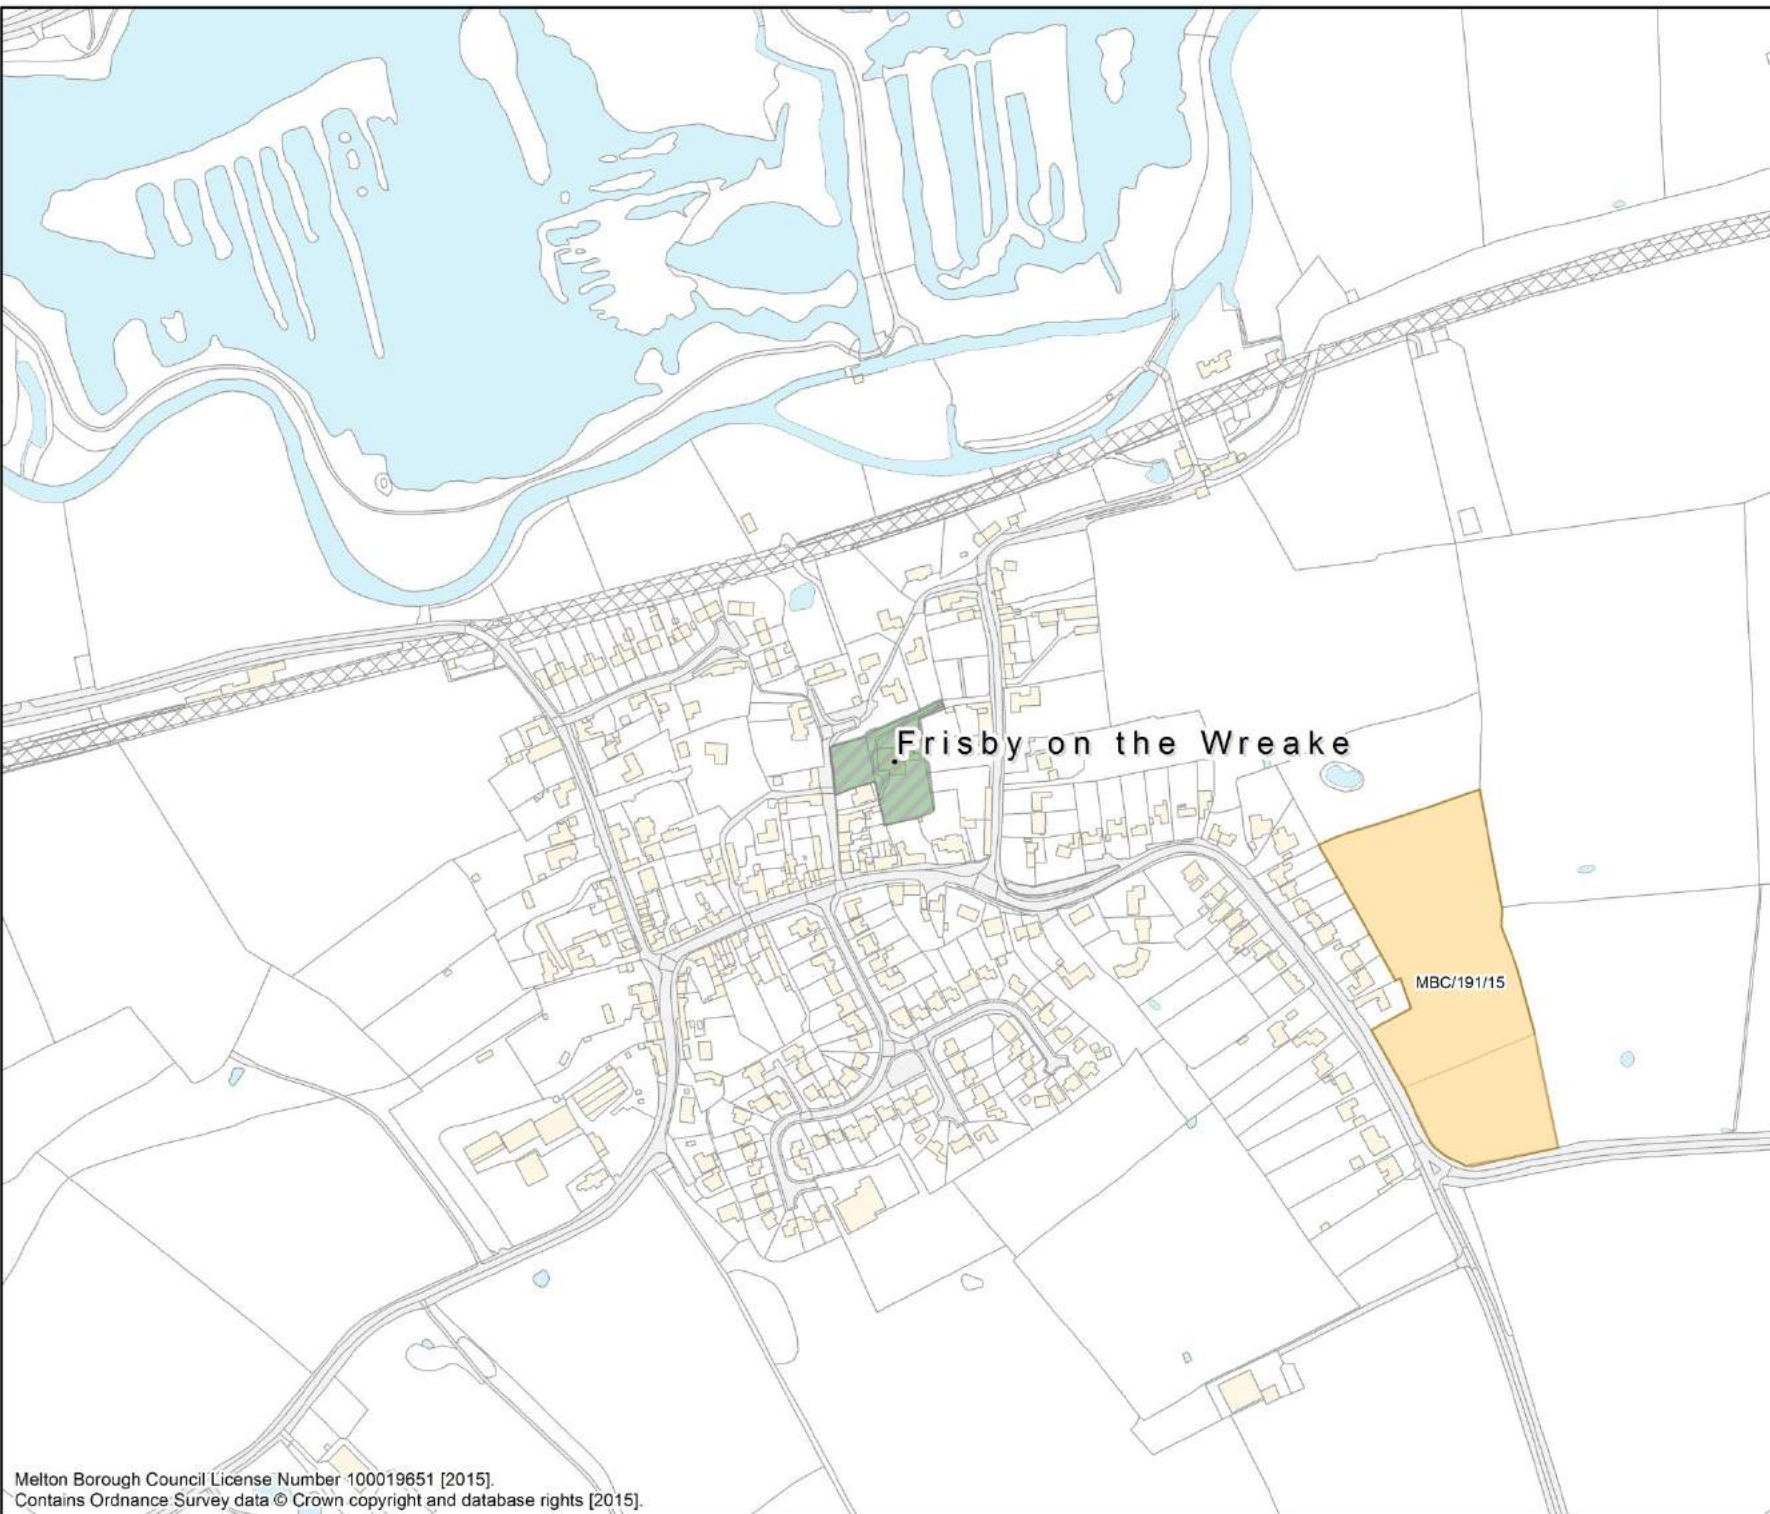 Frisby on the Wreake
MBC/191/15
Melton Borough Council License Number 100019651 [2015].
Contains Ordnance Survey data © Crown copyright and database rights [2015].